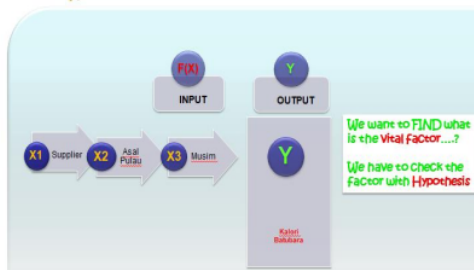 F(X)
INPUT
Y
OUTPUT
X1
Supplier
X2
Asal
Pulau
X3
Musim
Y
Kalori
Batubara
We want to FIND what
is the Vital factor....?
We have to check the
factor with Hypothesis